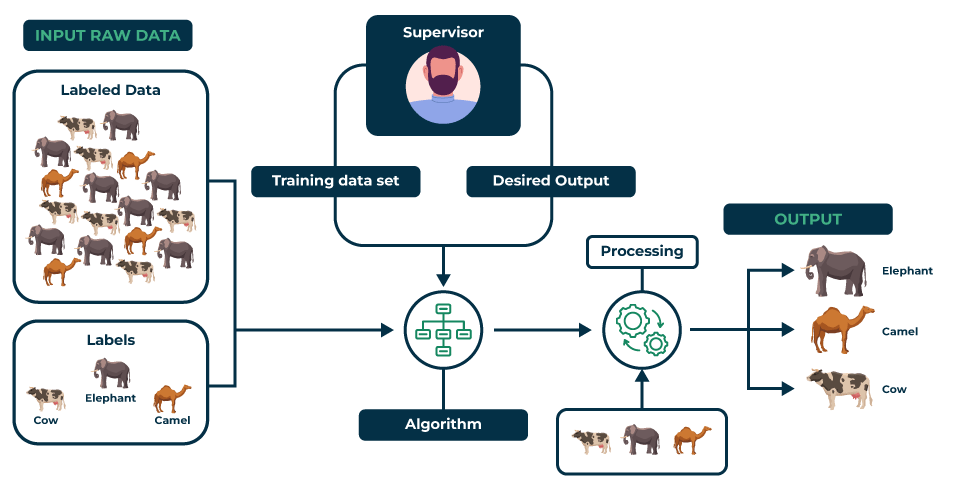 INPUT RAW DATA
Labeled Data
Labels
Elephant
Cow
Camel
Supervisor
Training data set
Desired Output
Algorithm
Processing
OUTPUT
Elephant
Camel
Cow